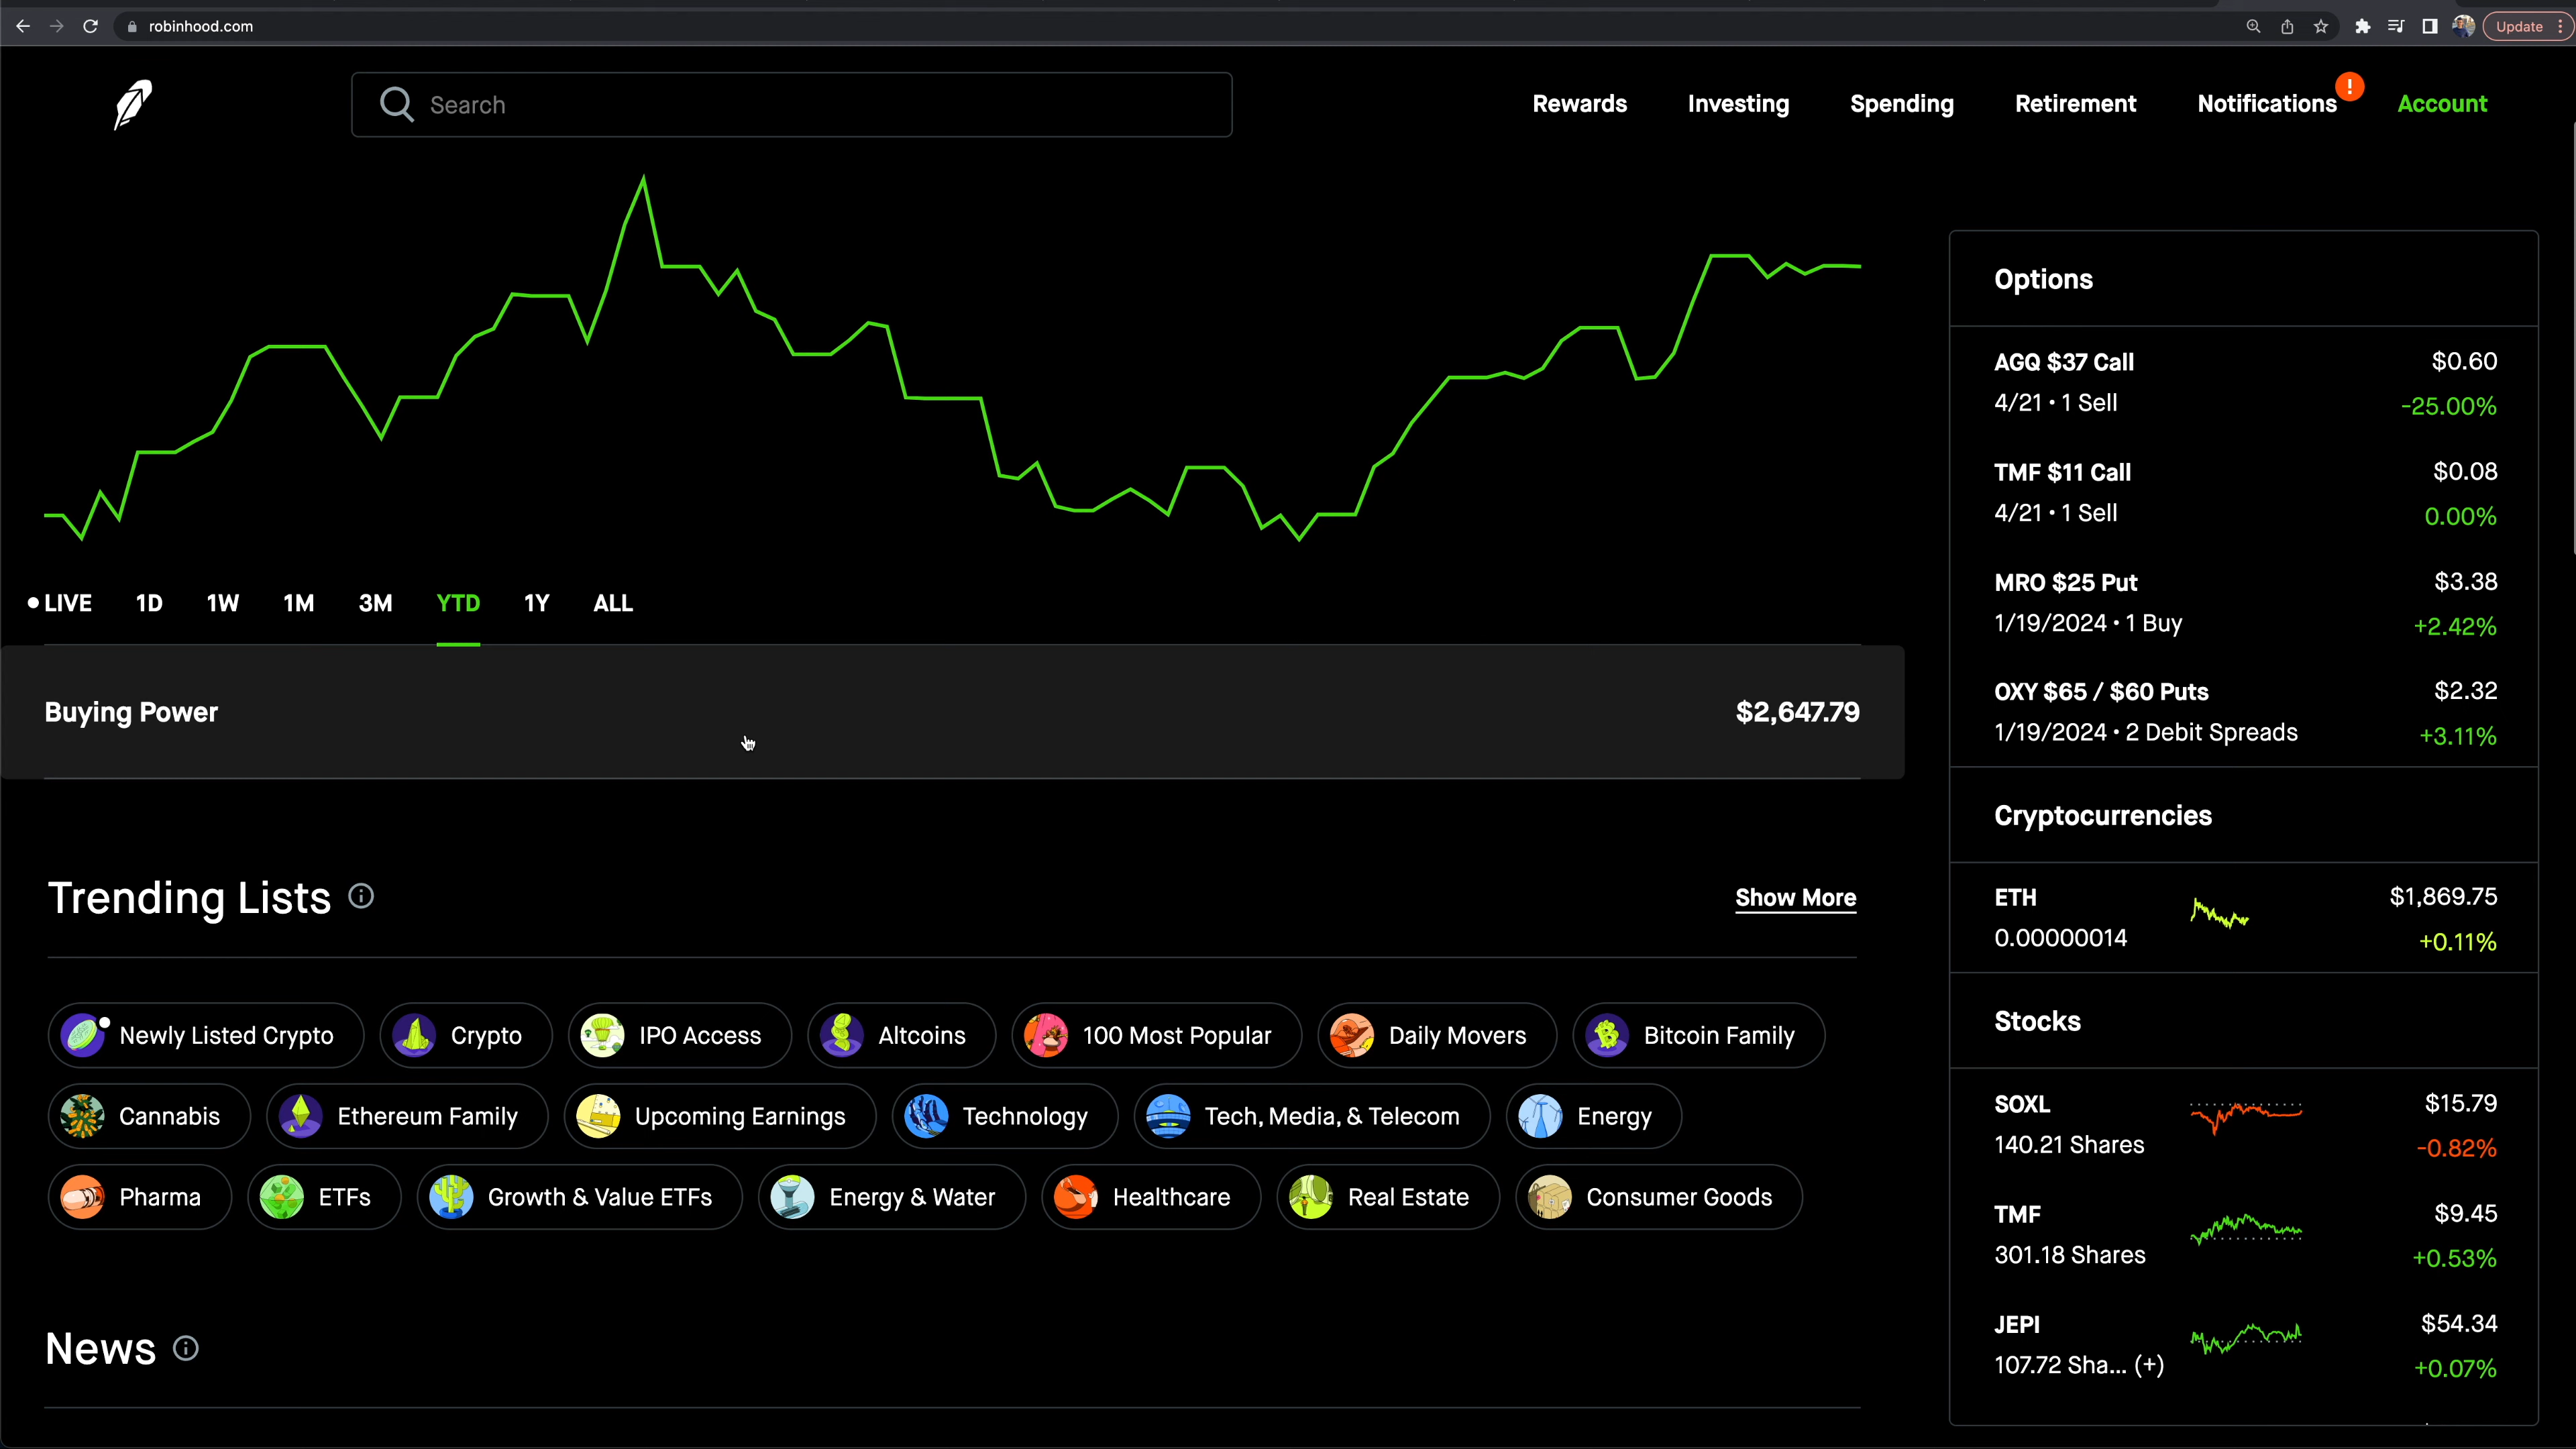 robinhood.com
Update
Search
Rewards
Investing
Spending
Retirement
Notifications
!
Account
LIVE 1D 1W 1M 3M YTD 1Y ALL
Buying Power
$2,647.79
Trending Lists
Show More
Newly Listed Crypto
Crypto
IPO Access
Altcoins
100 Most Popular
Daily Movers
Bitcoin Family
Cannabis
Ethereum Family
Upcoming Earnings
Technology
Tech, Media, & Telecom
Energy
Pharma
ETFs
Growth & Value ETFs
Energy & Water
Healthcare
Real Estate
Consumer Goods
News
Options
AGQ $37 Call $0.60
4/21 • 1 Sell -25.00%
TMF $11 Call $0.08
4/21 • 1 Sell 0.00%
MRO $25 Put $3.38
1/19/2024 • 1 Buy +2.42%
OXY $65 / $60 Puts $2.32
1/19/2024 • 2 Debit Spreads +3.11%
Cryptocurrencies
ETH $1,869.75
0.00000014 +0.11%
Stocks
SOXL $15.79
140.21 Shares -0.82%
TMF $9.45
301.18 Shares +0.53%
JEPI $54.34
107.72 Sha... (+) +0.07%